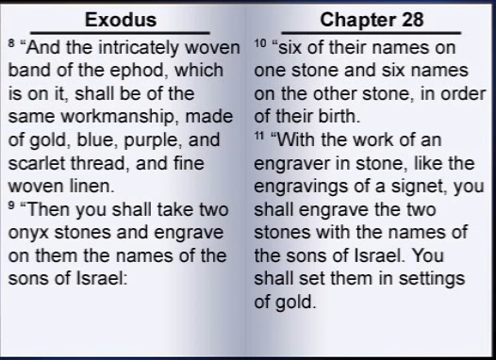 Exodus
Chapter 28
8 “And the intricately woven
band of the ephod, which
is on it, shall be of the
same workmanship, made
of gold, blue, purple, and
scarlet thread, and fine
woven linen.
9 “Then you shall take two
onyx stones and engrave
on them the names of the
sons of Israel:
10 “six of their names on
one stone and six names
on the other stone, in order
of their birth.
11 “With the work of an
engraver in stone, like the
engravings of a signet, you
shall engrave the two
stones with the names of
the sons of Israel. You
shall set them in settings
of gold.